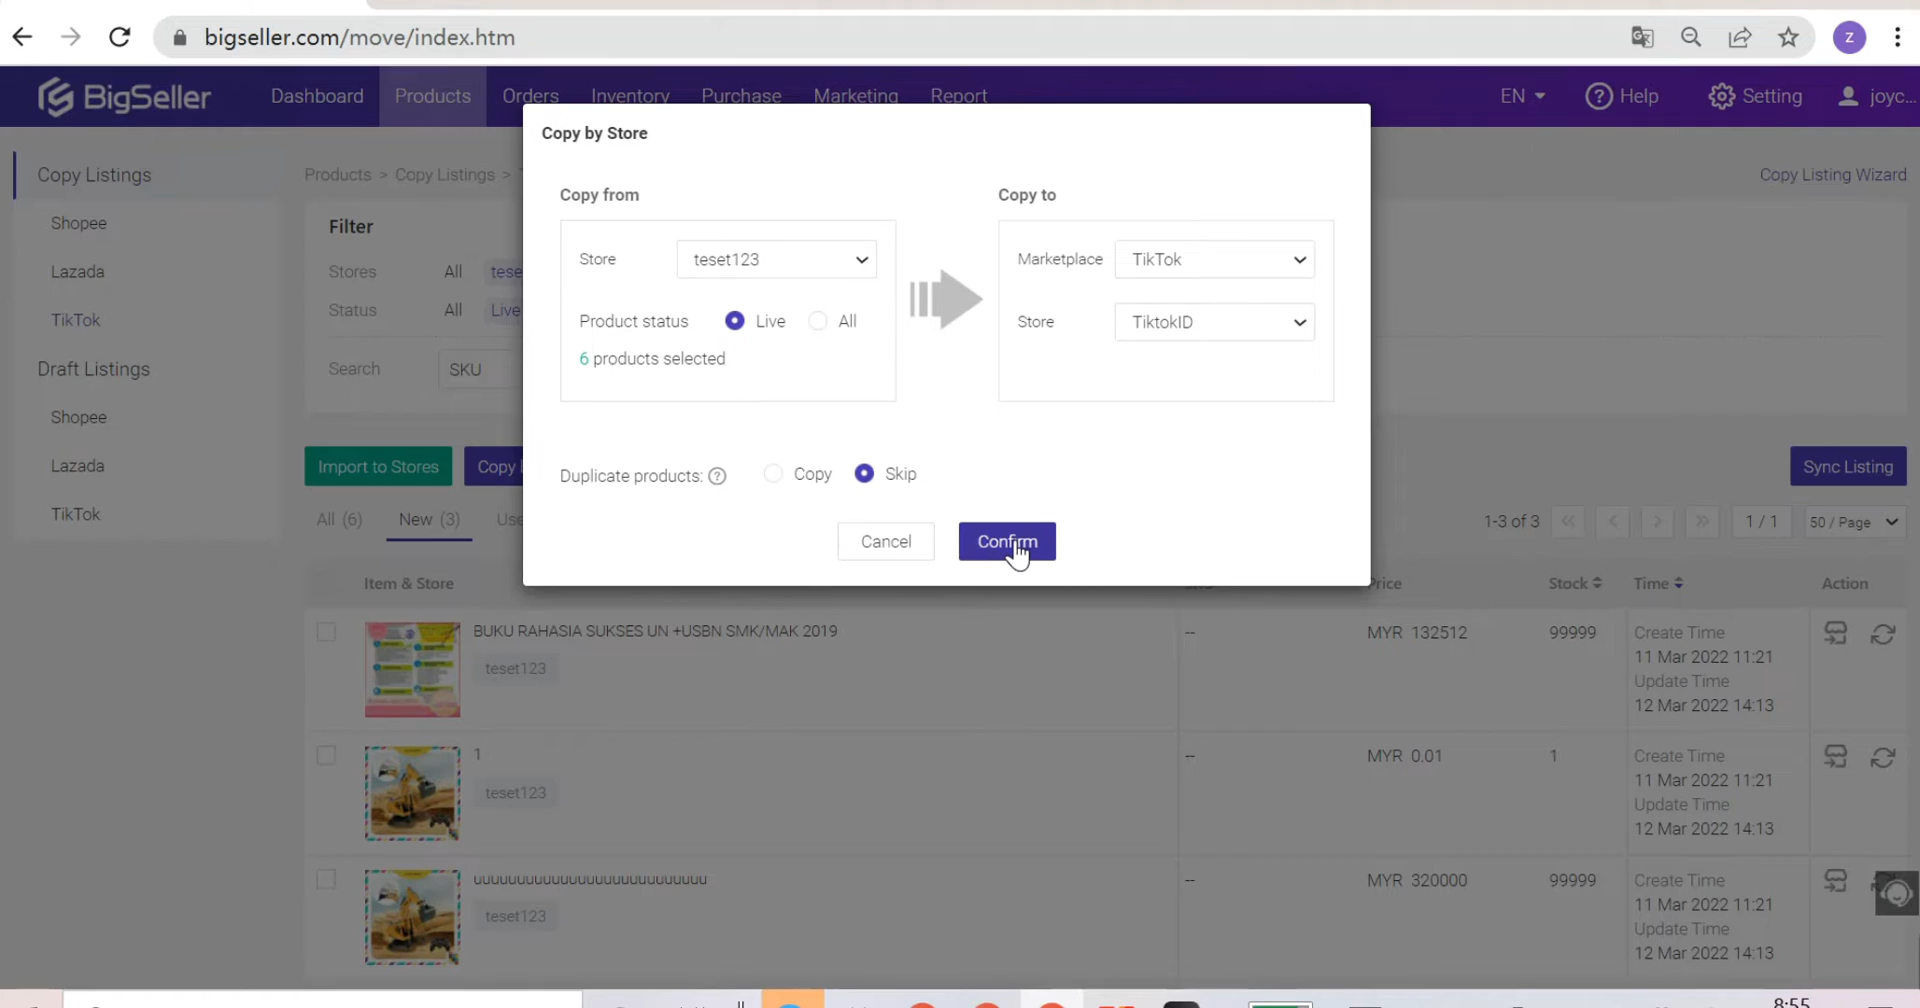 bigseller.com/move/index.htm
z
BigSeller Dashboard Products Orders Inventory Purchase Marketing Report EN Help Setting joyc...
Copy Listings
Shopee
Lazada
TikTok
Draft Listings
Shopee
Lazada
TikTok
Products > Copy Listings >
Copy Listing Wizard
Filter
Stores All tese
Status All Live
Search SKU
Copy by Store
Copy from
Store teset123
Product status Live All
6 products selected
Copy to
Marketplace TikTok
Store TiktokID
Duplicate products: ? Copy Skip
Cancel Confirm
Import to Stores Copy Sync Listing
All (6) New (3) Use 1-3 of 3 1 / 1 50 / Page
Item & Store Price Stock Time Action
BUKU RAHASIA SUKSES UN +USBN SMK/MAK 2019
teset123
--
MYR 132512
99999
Create Time
11 Mar 2022 11:21
Update Time
12 Mar 2022 14:13
1
teset123
--
MYR 0.01
1
Create Time
11 Mar 2022 11:21
Update Time
12 Mar 2022 14:13
teset123
--
MYR 320000
99999
Create Time
11 Mar 2022 11:21
Update Time
12 Mar 2022 14:13
8:55